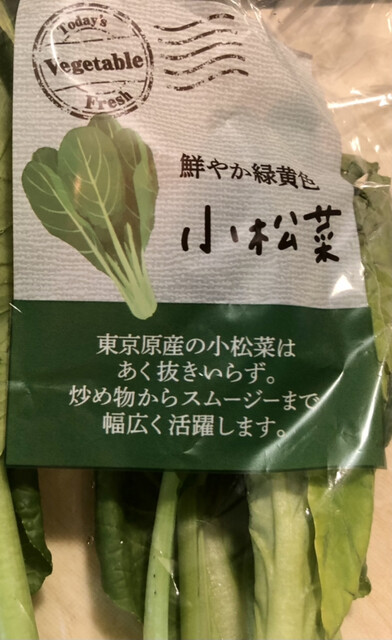 Today's
Vegetable
Fresh
鮮やか緑黄色
小松菜
東京原産の小松菜は
あく抜きいらず。
炒め物からスムージーまで
幅広く活躍します。